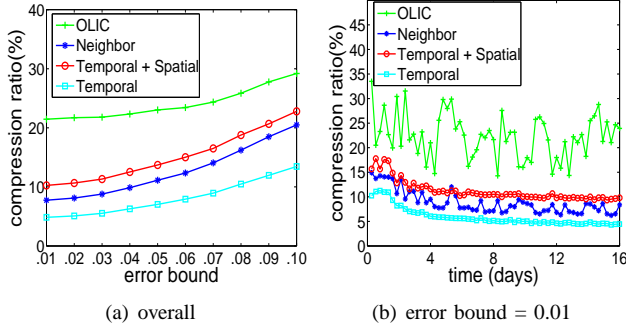 compression ratio(%)
40
30
20
10
0
OLIC
Neighbor
Temporal + Spatial
Temporal
.01 .02 .03 .04 .05 .06 .07 .08 .09 .10
error bound
(a) overall
compression ratio(%)
50
45
40
35
30
25
20
15
10
5
0
OLIC
Neighbor
Temporal + Spatial
Temporal
0 4 8 12 16
time (days)
(b) error bound = 0.01